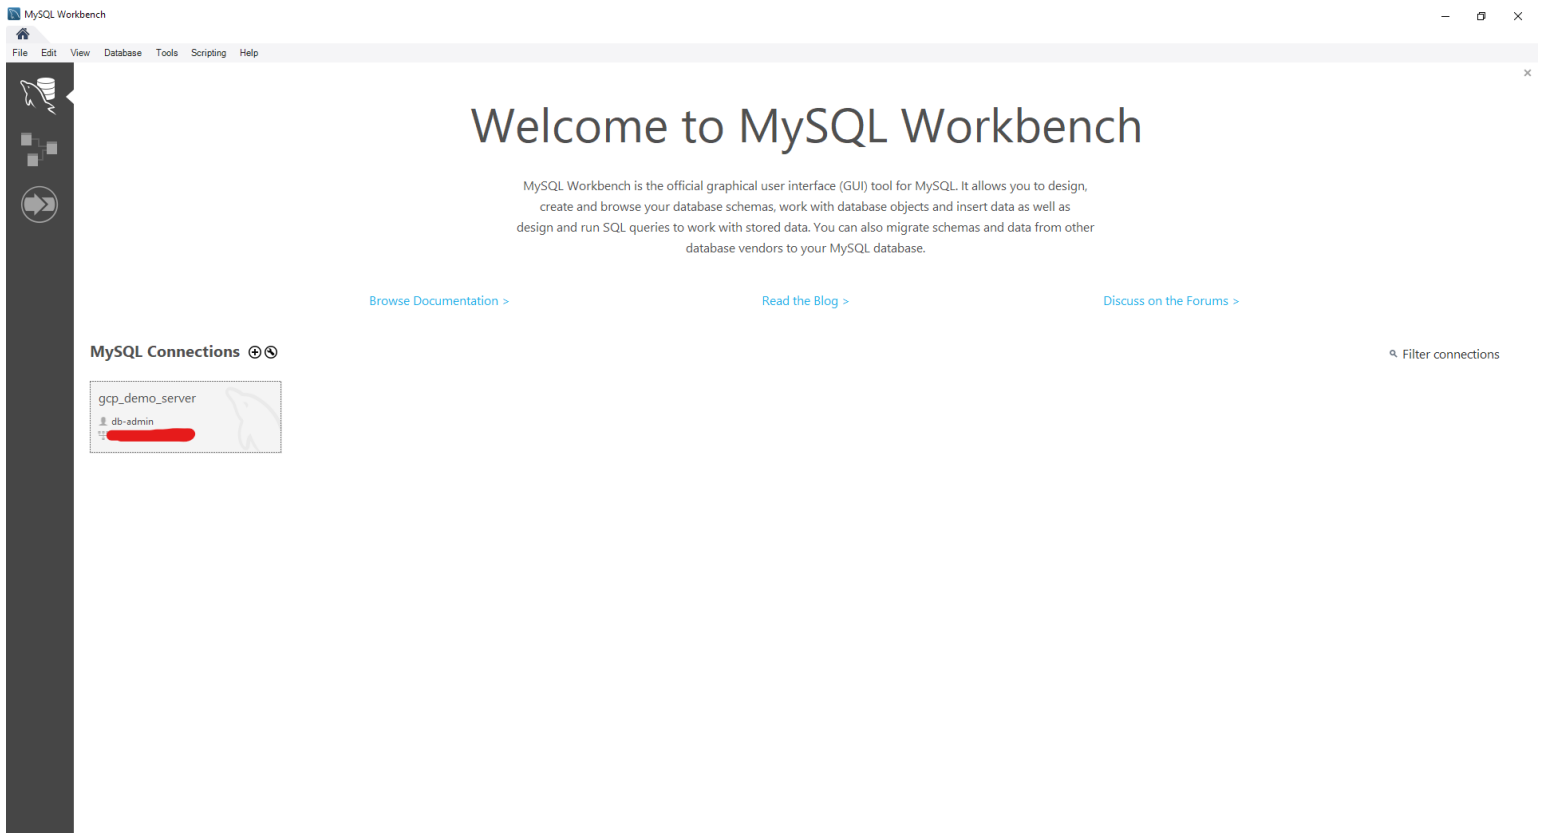 MySQL Workbench
File Edit View Database Tools Scripting Help
Welcome to MySQL Workbench
MySQL Workbench is the official graphical user interface (GUI) tool for MySQL. It allows you to design,
create and browse your database schemas, work with database objects and insert data as well as
design and run SQL queries to work with stored data. You can also migrate schemas and data from other
database vendors to your MySQL database.
Browse Documentation > Read the Blog > Discuss on the Forums >
MySQL Connections Filter connections
gcp_demo_server
db-admin